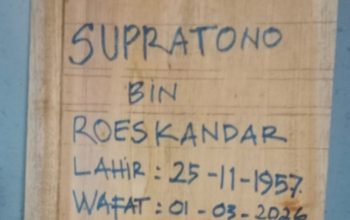 SUPRATONO
BIN
ROESKANDAR
LAHIR : 25-11-1957.
WAFAT : 01-03-2026